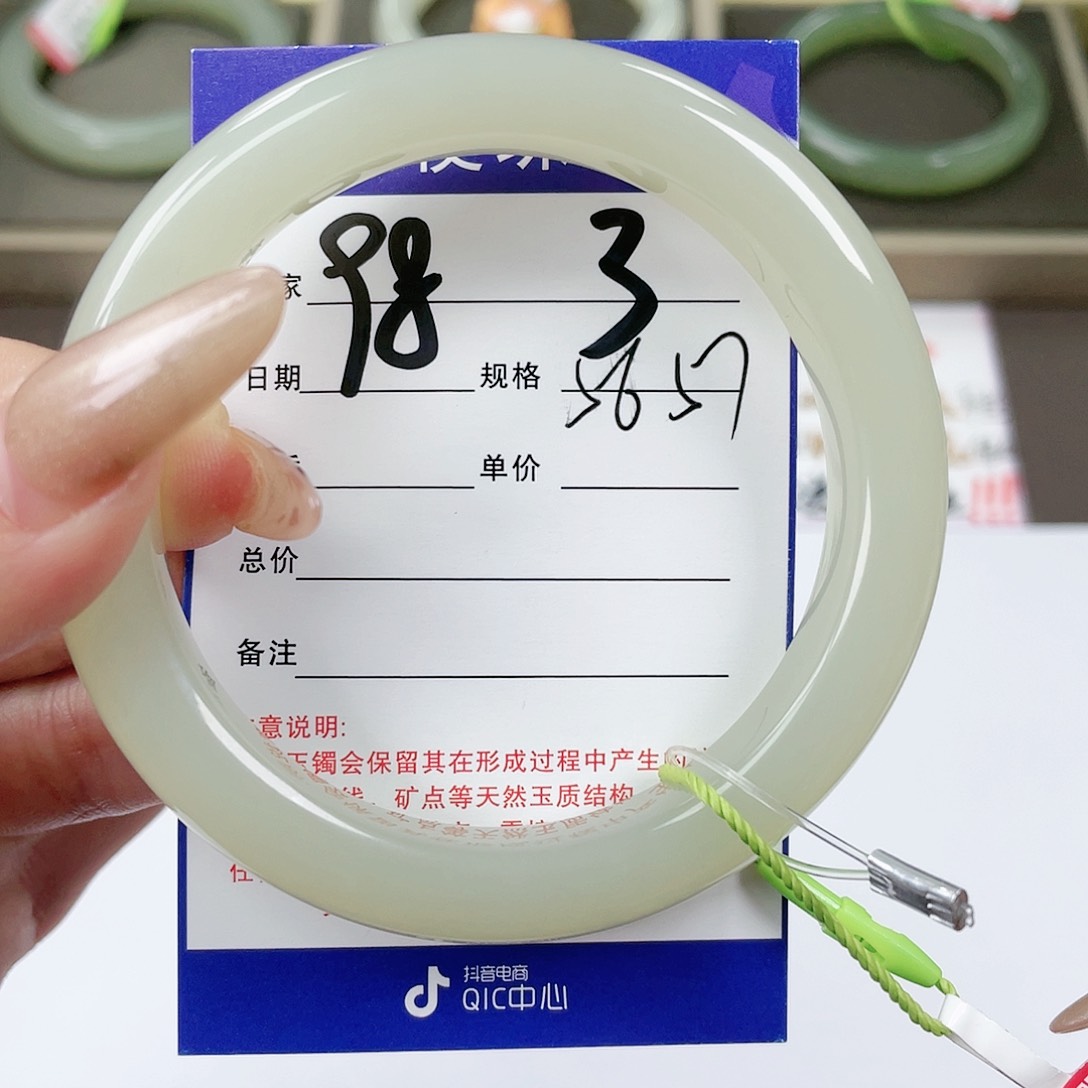 家 98 3
日期 规格 56 57
单价
总价
备注
意说明:
玉镯会保留其在形成过程中产生的
线、矿点等天然玉质结构
抖音电商
QIC中心